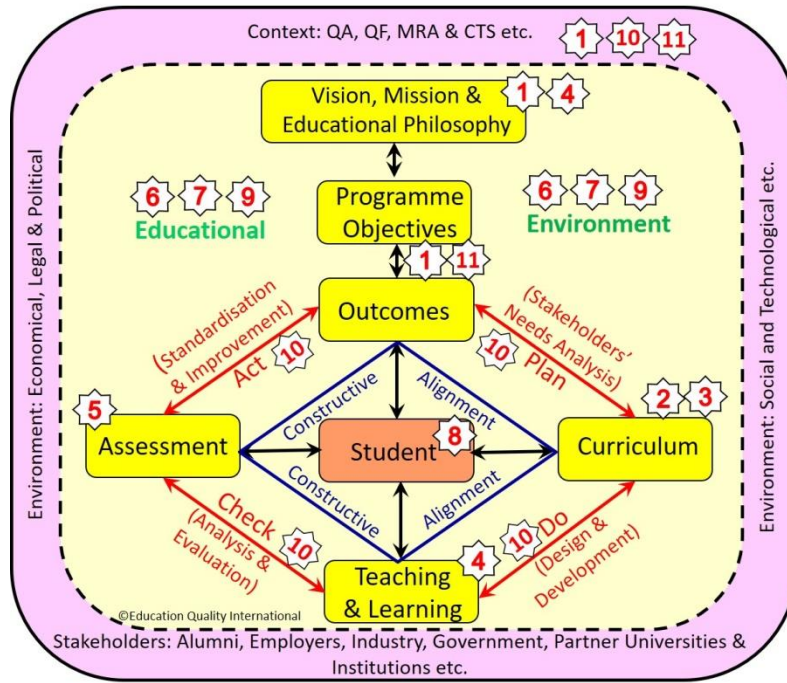 Context: QA, QF, MRA & CTS etc.
1 10 11
Vision, Mission &
Educational Philosophy
1 4
6 7 9
Educational
Programme
Objectives
6 7 9
Environment
1 11
Outcomes
(Standardisation
& Improvement)
Act
10
(Stakeholders'
Needs Analysis)
Plan
10
Constructive
Alignment
5
Assessment
Student
8
2 3
Curriculum
Constructive
Alignment
Check
(Analysis &
Evaluation)
10
10
Do
(Design &
Development)
4
Teaching
& Learning
©Education Quality International
Environment: Economical, Legal & Political
Environment: Social and Technological etc.
Stakeholders: Alumni, Employers, Industry, Government, Partner Universities &
Institutions etc.